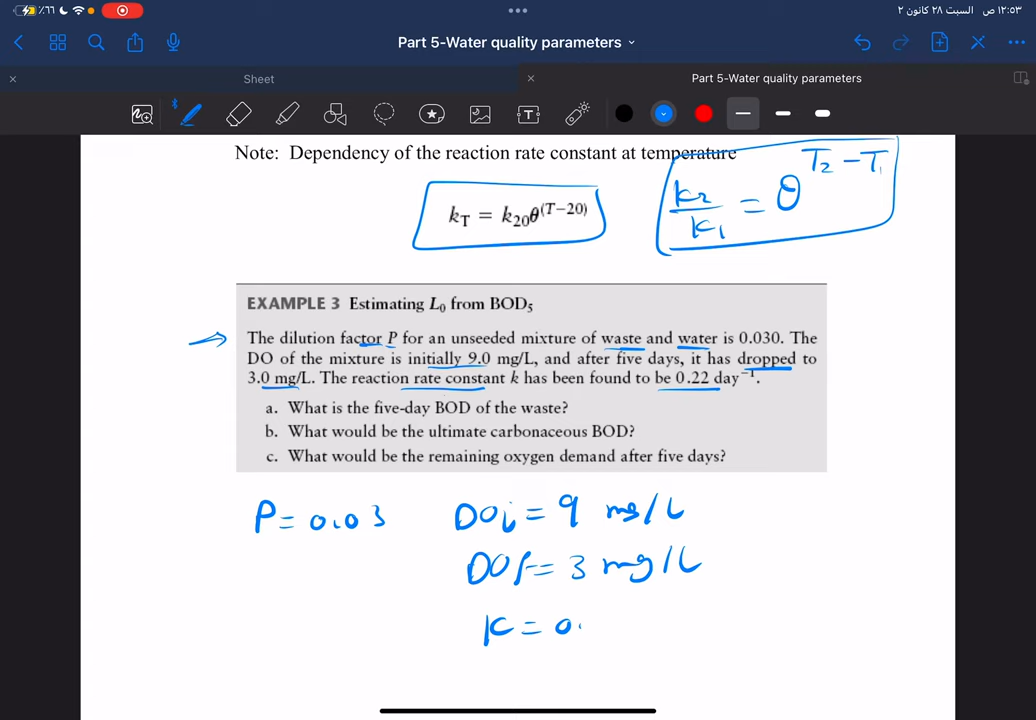 ٪٦٦ ١٢:٥٣ ص السبت ٢٨ كانون ٢
Part 5-Water quality parameters
Sheet Part 5-Water quality parameters
Note: Dependency of the reaction rate constant at temperature
k_T = k_20θ^(T−20)
k2/k1 = θ^(T2 − T1)
EXAMPLE 3 Estimating L₀ from BOD₅
The dilution factor P for an unseeded mixture of waste and water is 0.030. The
DO of the mixture is initially 9.0 mg/L, and after five days, it has dropped to
3.0 mg/L. The reaction rate constant k has been found to be 0.22 day⁻¹.
a. What is the five-day BOD of the waste?
b. What would be the ultimate carbonaceous BOD?
c. What would be the remaining oxygen demand after five days?
P = 0.03 DOi = 9 mg/L
DOf = 3 mg/L
K = 0.